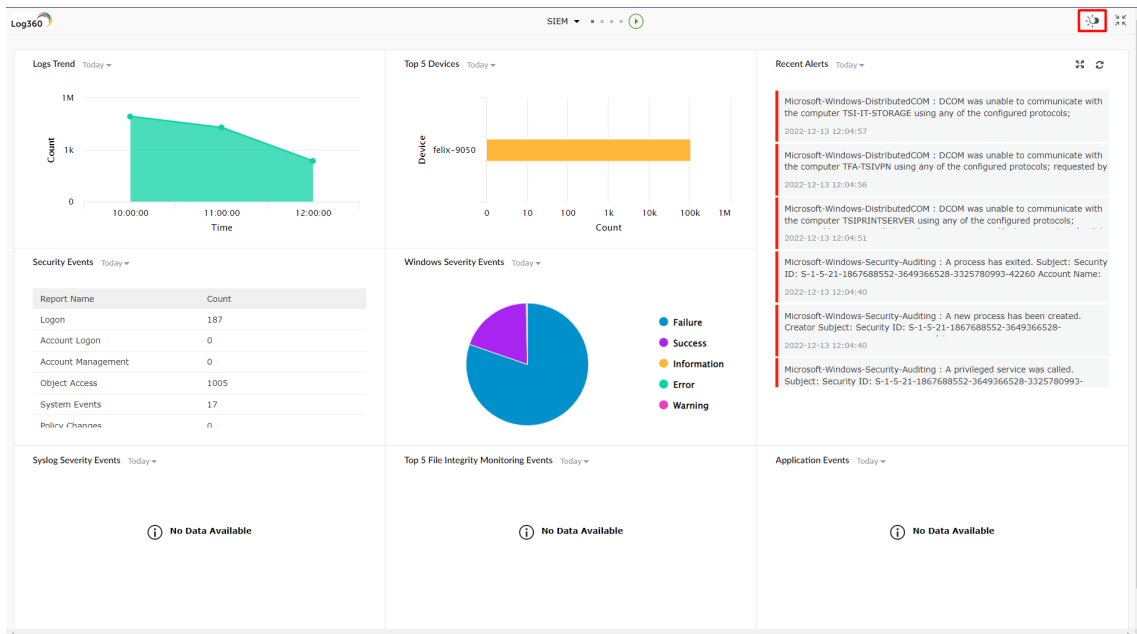 Log360
SIEM
Logs Trend Today
1M
1k
0
Count
10:00:00 11:00:00 12:00:00
Time
Top 5 Devices Today
Device
felix-9050
0 10 100 1k 10k 100k 1M
Count
Recent Alerts Today
Microsoft-Windows-DistributedCOM : DCOM was unable to communicate with
the computer TSI-IT-STORAGE using any of the configured protocols;
2022-12-13 12:04:57
Microsoft-Windows-DistributedCOM : DCOM was unable to communicate with
the computer TFA-TSIVPN using any of the configured protocols; requested by
2022-12-13 12:04:56
Microsoft-Windows-DistributedCOM : DCOM was unable to communicate with
the computer TSIPRINTSERVER using any of the configured protocols;
2022-12-13 12:04:51
Microsoft-Windows-Security-Auditing : A process has exited. Subject: Security
ID: S-1-5-21-1867688552-3649366528-3325780993-42260 Account Name:
2022-12-13 12:04:40
Microsoft-Windows-Security-Auditing : A new process has been created.
Creator Subject: Security ID: S-1-5-21-1867688552-3649366528-
2022-12-13 12:04:40
Microsoft-Windows-Security-Auditing : A privileged service was called.
Subject: Security ID: S-1-5-21-1867688552-3649366528-3325780993-
Security Events Today
Report Name Count
Logon 187
Account Logon 0
Account Management 0
Object Access 1005
System Events 17
Policy Changes 0
Windows Severity Events Today
Failure
Success
Information
Error
Warning
Syslog Severity Events Today
No Data Available
Top 5 File Integrity Monitoring Events Today
No Data Available
Application Events Today
No Data Available